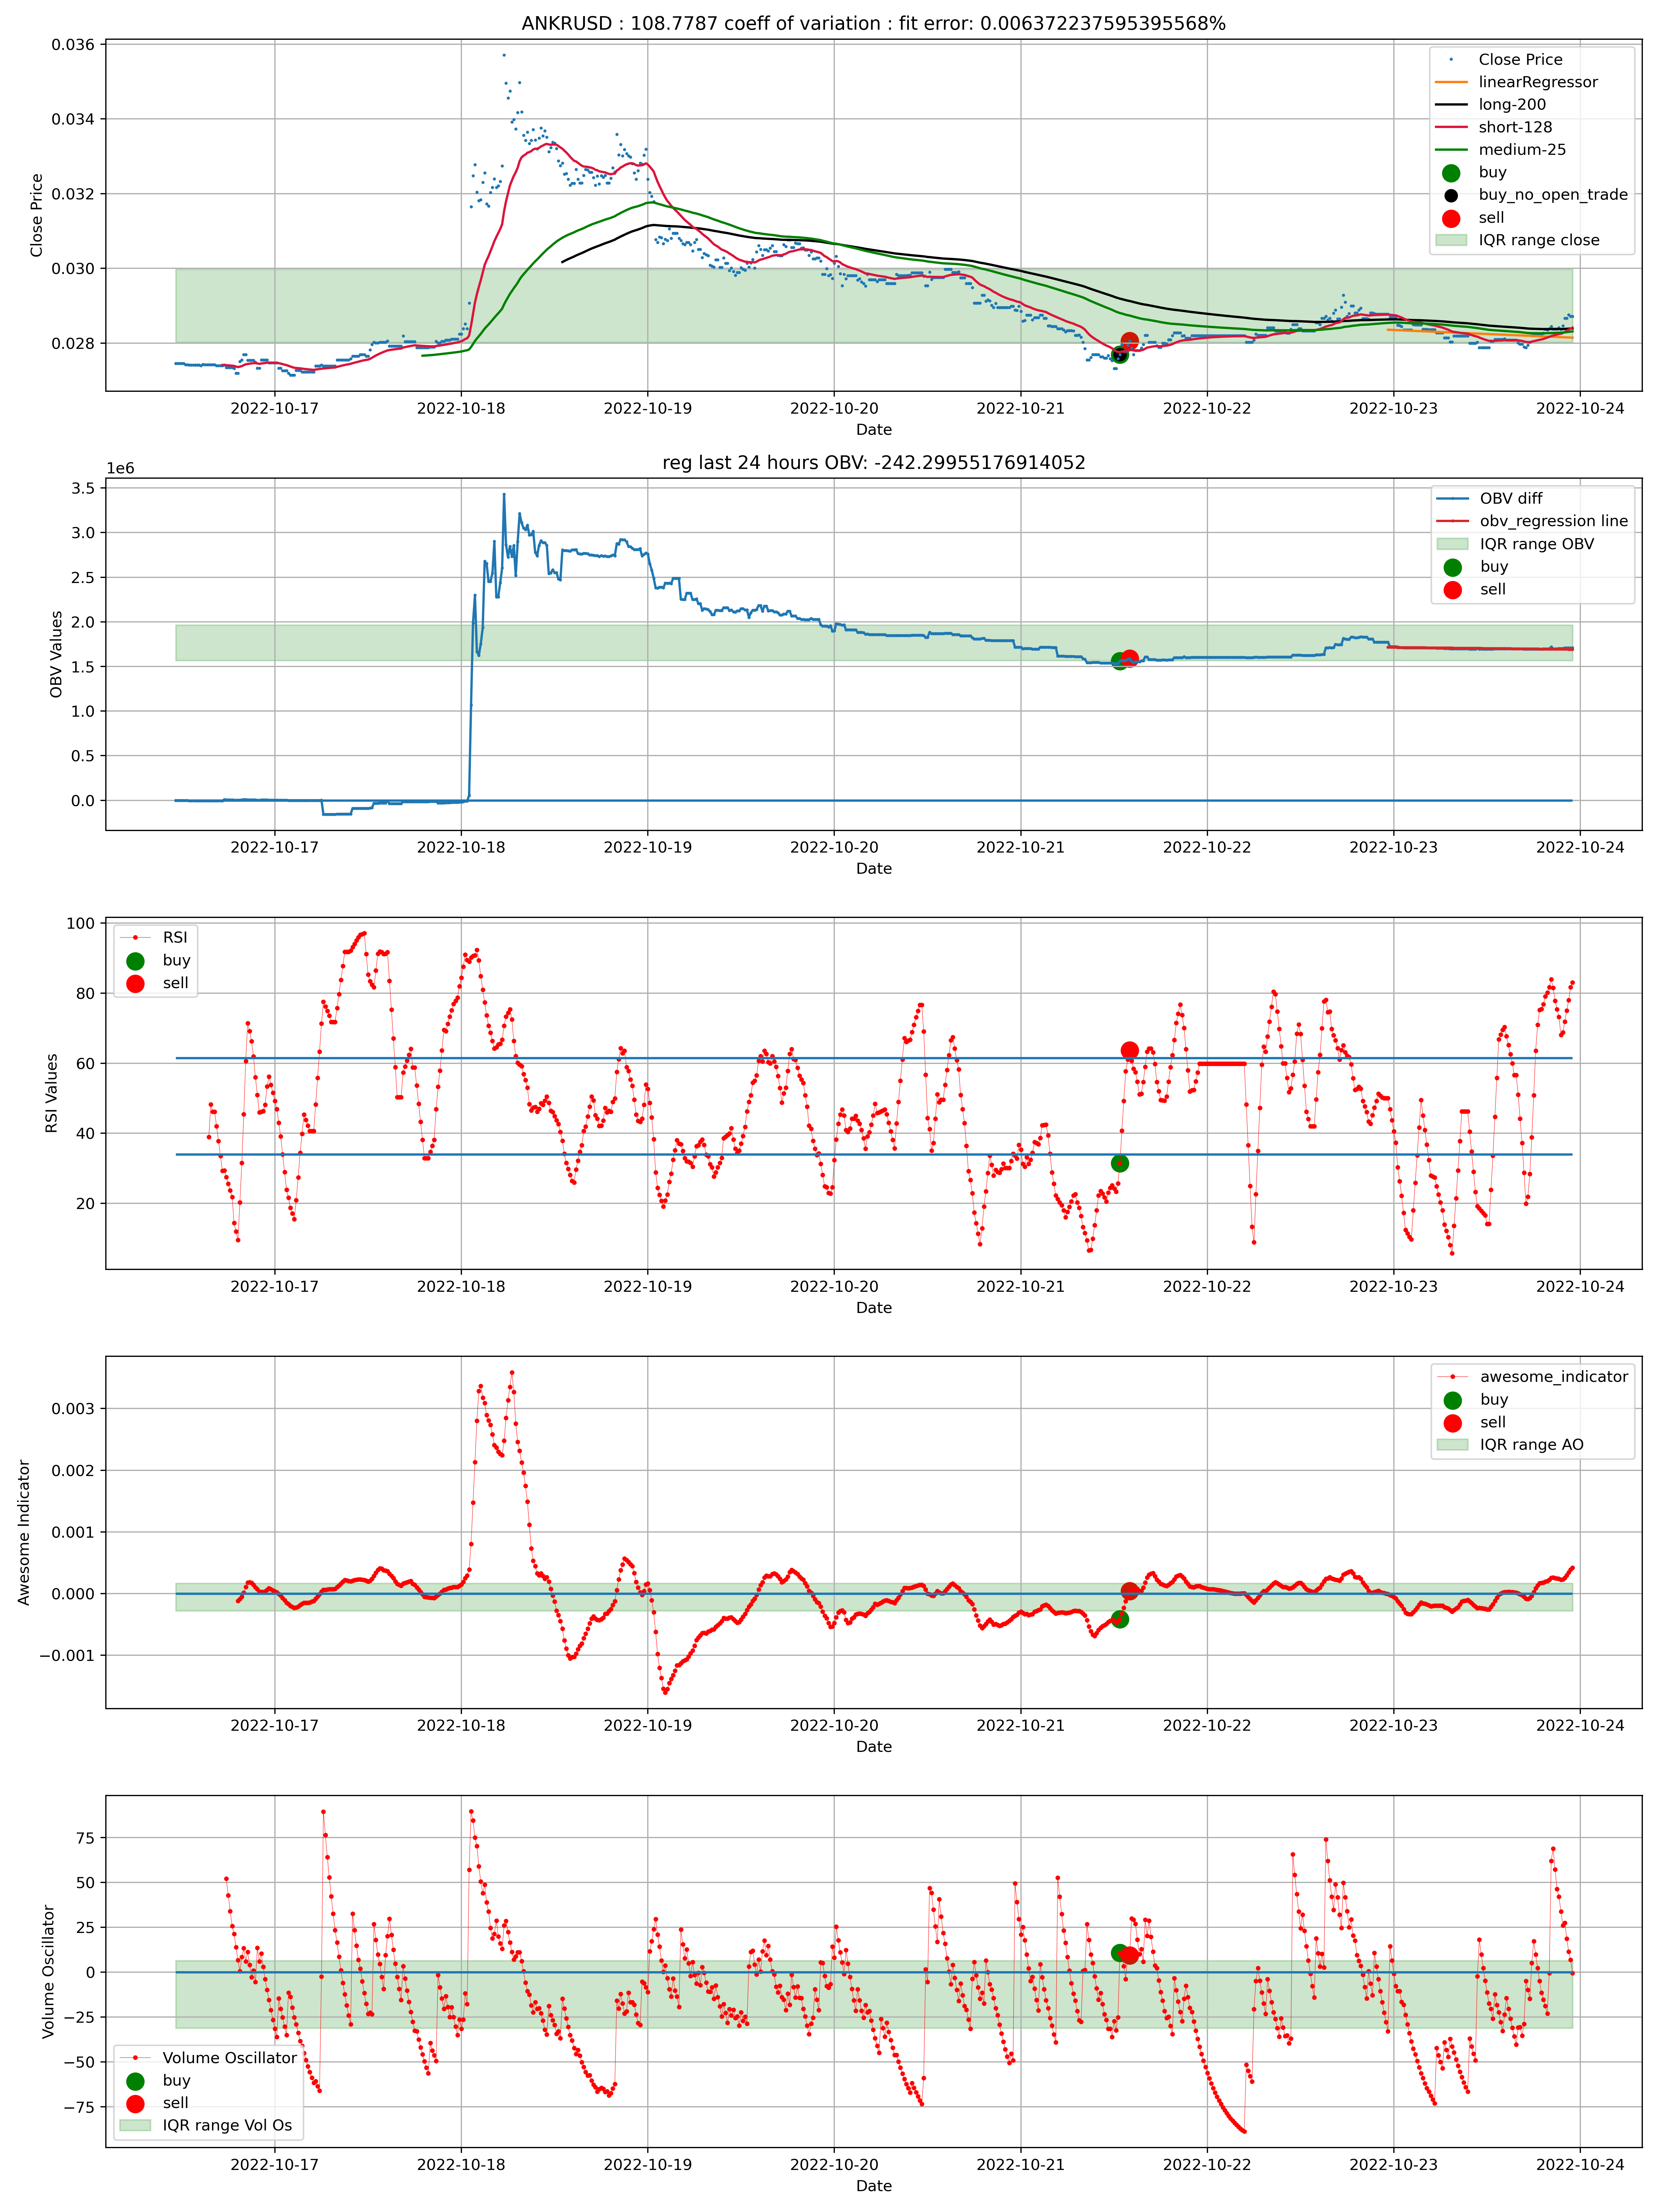 ANKRUSD : 108.7787 coeff of variation : fit error: 0.006372237595395568%
0.036
0.034
0.032
0.030
0.028
Close Price
Close Price
linearRegressor
long-200
short-128
medium-25
buy
buy_no_open_trade
sell
IQR range close
2022-10-17 2022-10-18 2022-10-19 2022-10-20 2022-10-21 2022-10-22 2022-10-23 2022-10-24
Date
reg last 24 hours OBV: -242.29955176914052
1e6
3.5
3.0
2.5
2.0
1.5
1.0
0.5
0.0
OBV Values
OBV diff
obv_regression line
IQR range OBV
buy
sell
2022-10-17 2022-10-18 2022-10-19 2022-10-20 2022-10-21 2022-10-22 2022-10-23 2022-10-24
Date
100
80
60
40
20
RSI Values
RSI
buy
sell
2022-10-17 2022-10-18 2022-10-19 2022-10-20 2022-10-21 2022-10-22 2022-10-23 2022-10-24
Date
0.003
0.002
0.001
0.000
−0.001
Awesome Indicator
awesome_indicator
buy
sell
IQR range AO
2022-10-17 2022-10-18 2022-10-19 2022-10-20 2022-10-21 2022-10-22 2022-10-23 2022-10-24
Date
75
50
25
0
−25
−50
−75
Volume Oscillator
Volume Oscillator
buy
sell
IQR range Vol Os
2022-10-17 2022-10-18 2022-10-19 2022-10-20 2022-10-21 2022-10-22 2022-10-23 2022-10-24
Date